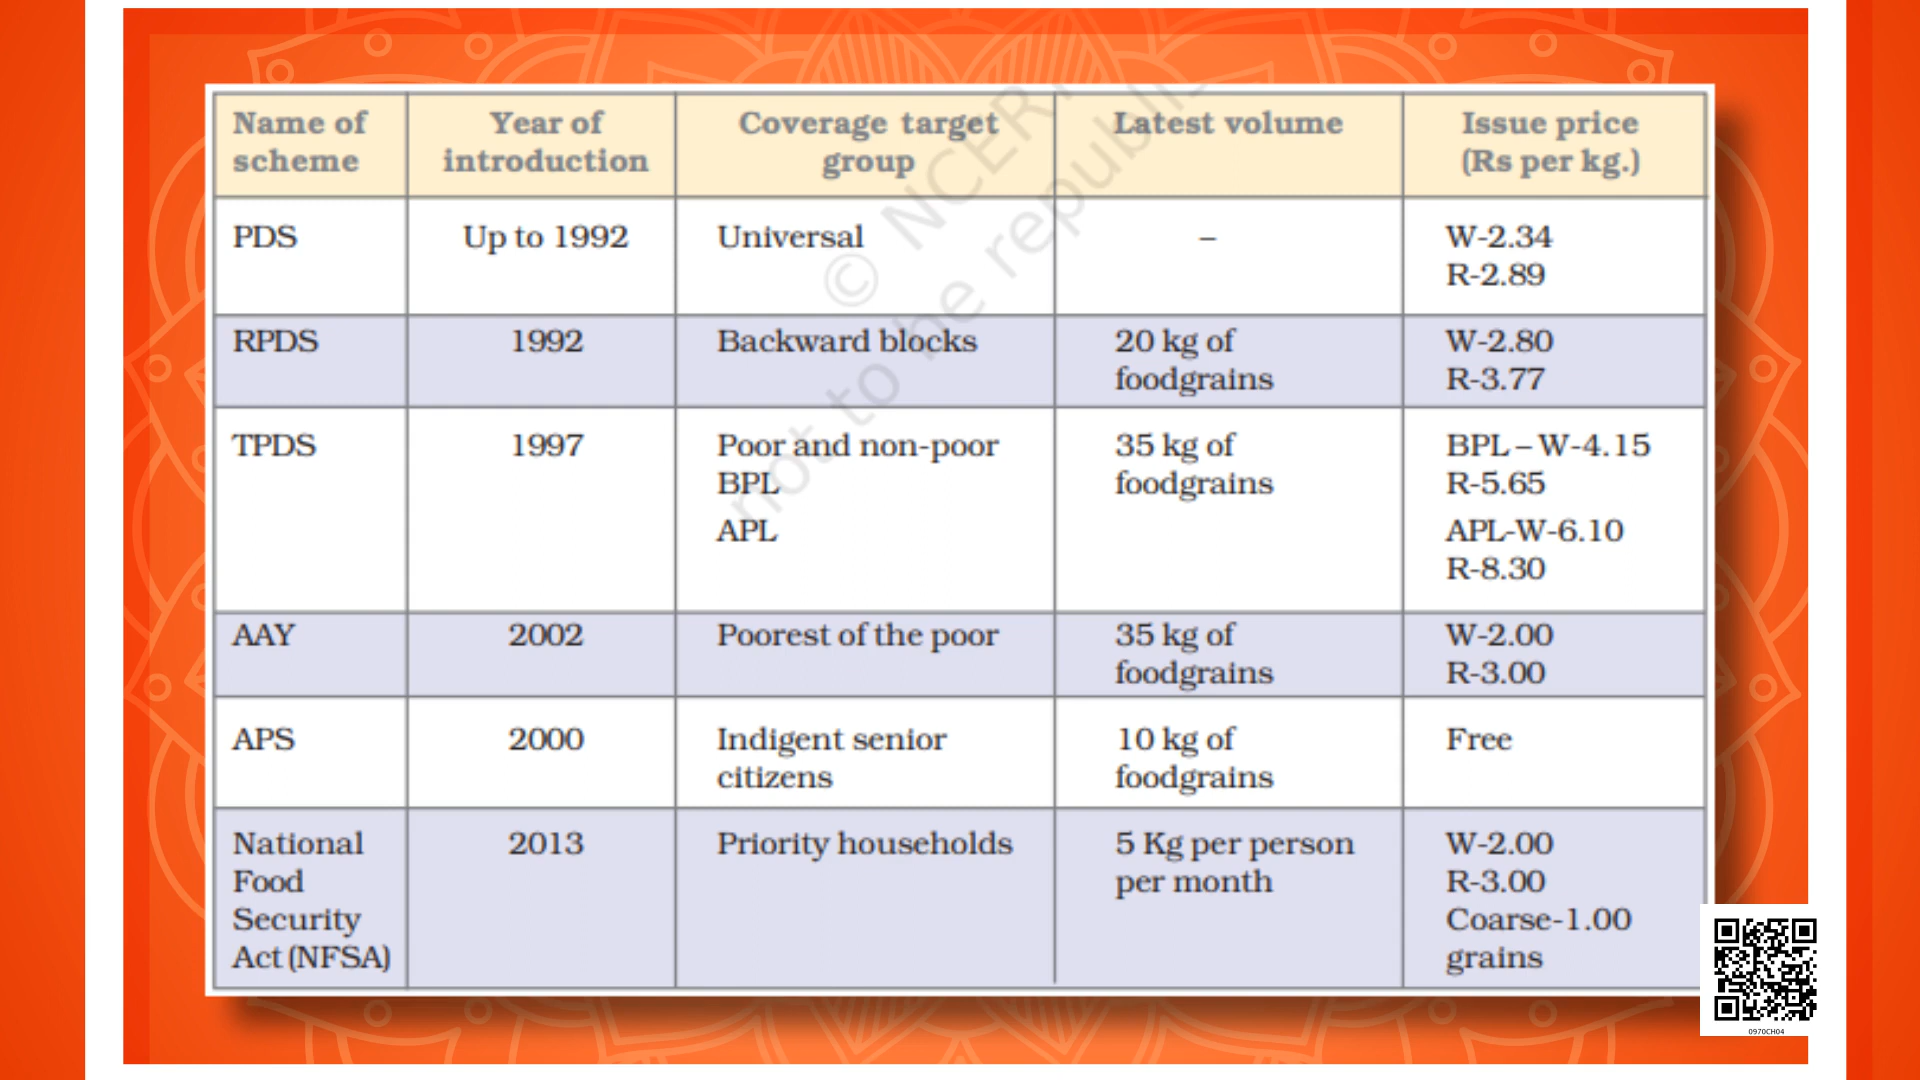 Name of scheme
Year of introduction
Coverage target group
Latest volume
Issue price (Rs per kg.)
PDS
Up to 1992
Universal
–
W-2.34
R-2.89
RPDS
1992
Backward blocks
20 kg of
foodgrains
W-2.80
R-3.77
TPDS
1997
Poor and non-poor
BPL
APL
35 kg of
foodgrains
BPL – W-4.15
R-5.65
APL-W-6.10
R-8.30
AAY
2002
Poorest of the poor
35 kg of
foodgrains
W-2.00
R-3.00
APS
2000
Indigent senior
citizens
10 kg of
foodgrains
Free
National
Food
Security
Act (NFSA)
2013
Priority households
5 Kg per person
per month
W-2.00
R-3.00
Coarse-1.00
grains
© NCER
not to be republi
0970CH04